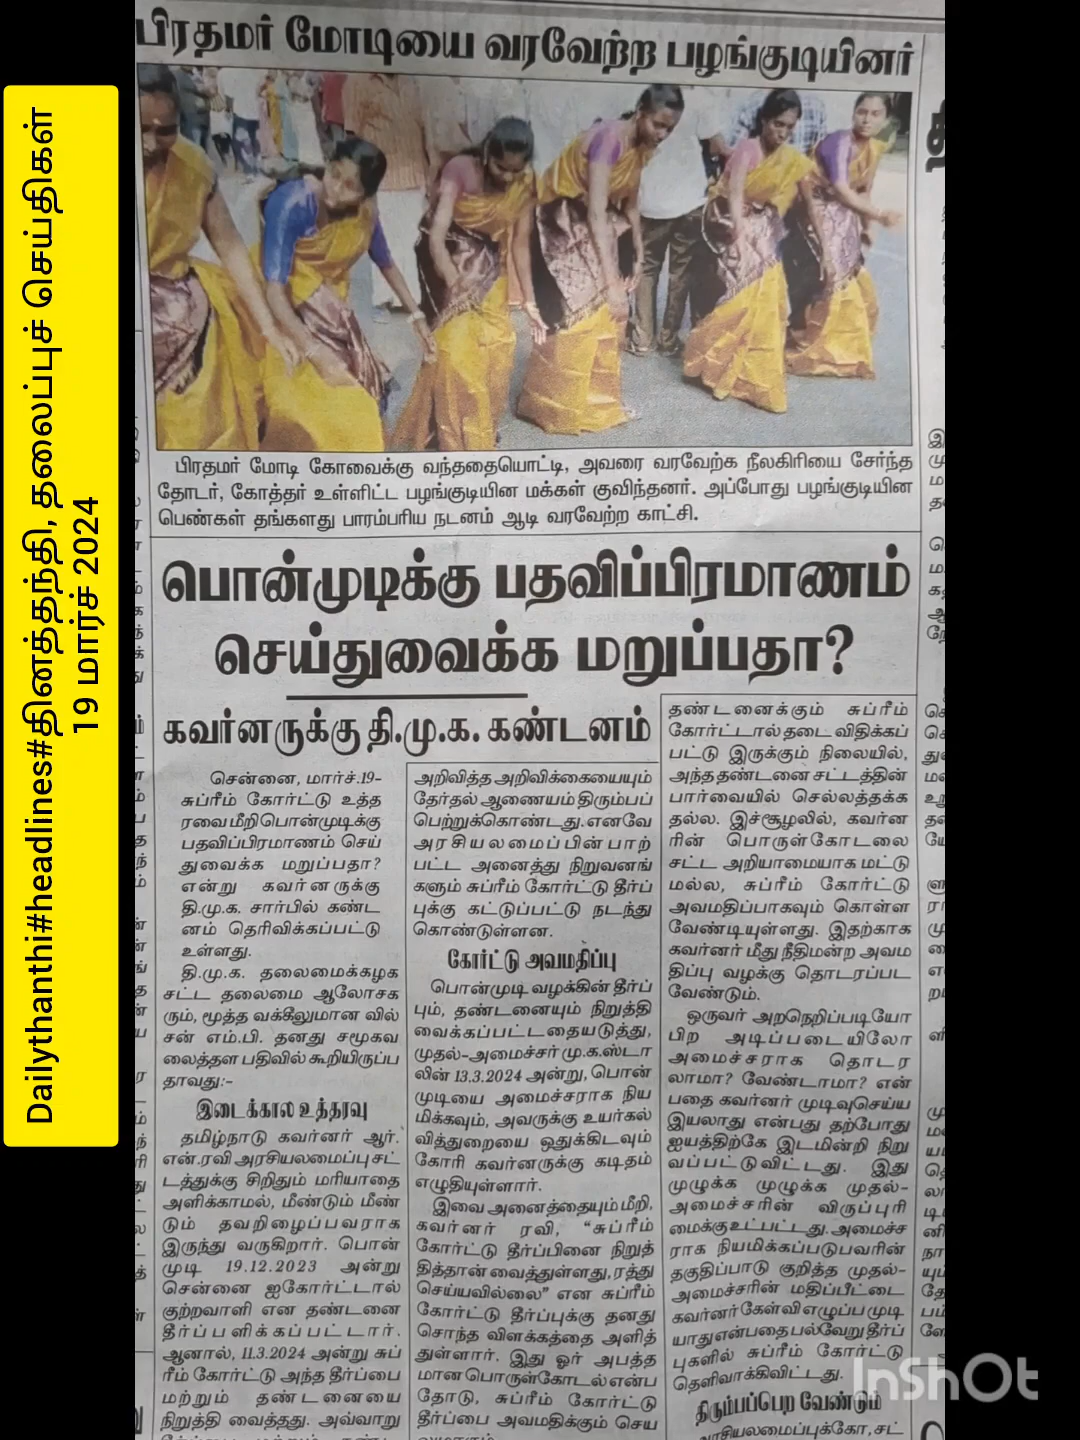 Dailythanthi#headlines#தினத்தந்தி, தலைப்புச் செய்திகள்
19 மார்ச் 2024
பிரதமர் மோடியை வரவேற்ற பழங்குடியினர்
பிரதமர் மோடி கோவைக்கு வந்ததையொட்டி, அவரை வரவேற்க நீலகிரியை சேர்ந்த
தோடர், கோத்தர் உள்ளிட்ட பழங்குடியின மக்கள் குவிந்தனர். அப்போது பழங்குடியின
பெண்கள் தங்களது பாரம்பரிய நடனம் ஆடி வரவேற்ற காட்சி.
பொன்முடிக்கு பதவிப்பிரமாணம்
செய்துவைக்க மறுப்பதா?
கவர்னருக்கு தி.மு.க. கண்டனம்
சென்னை, மார்ச்.19-
சுப்ரீம் கோர்ட்டு உத்த
ரவை மீறி பொன்முடிக்கு
பதவிப்பிரமாணம் செய்
துவைக்க மறுப்பதா?
என்று கவர்னருக்கு
தி.மு.க. சார்பில் கண்ட
னம் தெரிவிக்கப்பட்டு
உள்ளது.
தி.மு.க. தலைமைக்கழக
சட்ட தலைமை ஆலோசக
ரும், மூத்த வக்கீலுமான வில்
சன் எம்.பி. தனது சமூகவ
லைத்தள பதிவில் கூறியிருப்ப
தாவது:-
இடைக்கால உத்தரவு
தமிழ்நாடு கவர்னர் ஆர்.
என்.ரவி அரசியலமைப்பு சட்
டத்துக்கு சிறிதும் மரியாதை
அளிக்காமல், மீண்டும் மீண்
டும் தவறிழைப்பவராக
இருந்து வருகிறார். பொன்
முடி 19.12.2023 அன்று
சென்னை ஐகோர்ட்டால்
குற்றவாளி என தண்டனை
தீர்ப்பளிக்கப்பட்டார்.
ஆனால், 11.3.2024 அன்று சுப்
ரீம் கோர்ட்டு அந்த தீர்ப்பை
மற்றும் தண்டனையை
நிறுத்தி வைத்தது. அவ்வாறு
அறிவித்த அறிவிக்கையையும்
தேர்தல் ஆணையம் திரும்பப்
பெற்றுக்கொண்டது. எனவே
அரசியலமைப்பின்பாற்
பட்ட அனைத்து நிறுவனங்
களும் சுப்ரீம் கோர்ட்டு தீர்ப்
புக்கு கட்டுப்பட்டு நடந்து
கொண்டுள்ளன.
கோர்ட்டு அவமதிப்பு
பொன்முடி வழக்கின் தீர்ப்
பும், தண்டனையும் நிறுத்தி
வைக்கப்பட்டதையடுத்து,
முதல்-அமைச்சர் மு.க.ஸ்டா
லின் 13.3.2024 அன்று, பொன்
முடியை அமைச்சராக நிய
மிக்கவும், அவருக்கு உயர்கல்
வித்துறையை ஒதுக்கிடவும்
கோரி கவர்னருக்கு கடிதம்
எழுதியுள்ளார்.
இவை அனைத்தையும் மீறி,
கவர்னர் ரவி, "சுப்ரீம்
கோர்ட்டு தீர்ப்பினை நிறுத்
தித்தான் வைத்துள்ளது, ரத்து
செய்யவில்லை" என சுப்ரீம்
கோர்ட்டு தீர்ப்புக்கு தனது
சொந்த விளக்கத்தை அளித்
துள்ளார். இது ஓர் அபத்த
மான பொருள்கோடல் என்ப
தோடு, சுப்ரீம் கோர்ட்டு
தீர்ப்பை அவமதிக்கும் செய
தண்டனைக்கும் சுப்ரீம்
கோர்ட்டால் தடை விதிக்கப்
பட்டு இருக்கும் நிலையில்,
அந்த தண்டனை சட்டத்தின்
பார்வையில் செல்லத்தக்க
தல்ல. இச்சூழலில், கவர்ன
ரின் பொருள்கோடலை
சட்ட அறியாமையாக மட்டு
மல்ல, சுப்ரீம் கோர்ட்டு
அவமதிப்பாகவும் கொள்ள
வேண்டியுள்ளது. இதற்காக
கவர்னர் மீது நீதிமன்ற அவம
திப்பு வழக்கு தொடரப்பட
வேண்டும்.
ஒருவர் அறநெறிப்படியோ
பிற அடிப்படையிலோ
அமைச்சராக தொடர
லாமா? வேண்டாமா? என்
பதை கவர்னர் முடிவு செய்ய
இயலாது என்பது தற்போது
ஐயத்திற்கே இடமின்றி நிறு
வப்பட்டுவிட்டது. இது
முழுக்க முழுக்க முதல்-
அமைச்சரின் விருப்புரி
மைக்கு உட்பட்டது. அமைச்ச
ராக நியமிக்கப்படுபவரின்
தகுதிப்பாடு குறித்த முதல்-
அமைச்சரின் மதிப்பீட்டை
கவர்னர் கேள்வி எழுப்ப முடி
யாது என்பதை பல்வேறு தீர்ப்
புகளில் சுப்ரீம் கோர்ட்டு
தெளிவாக்கிவிட்டது.
திரும்பப்பெற வேண்டும்
அரசியலமைப்புக்கோ, சட்
InShOt